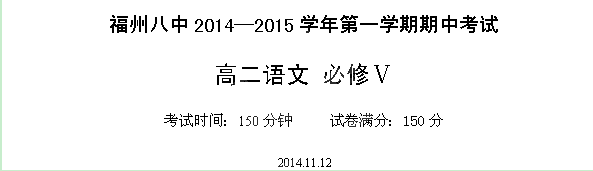 福州八中 2014—2015 学年第一学期期中考试
高二语文 必修Ⅴ
考试时间：150 分钟 试卷满分：150 分
2014.11.12